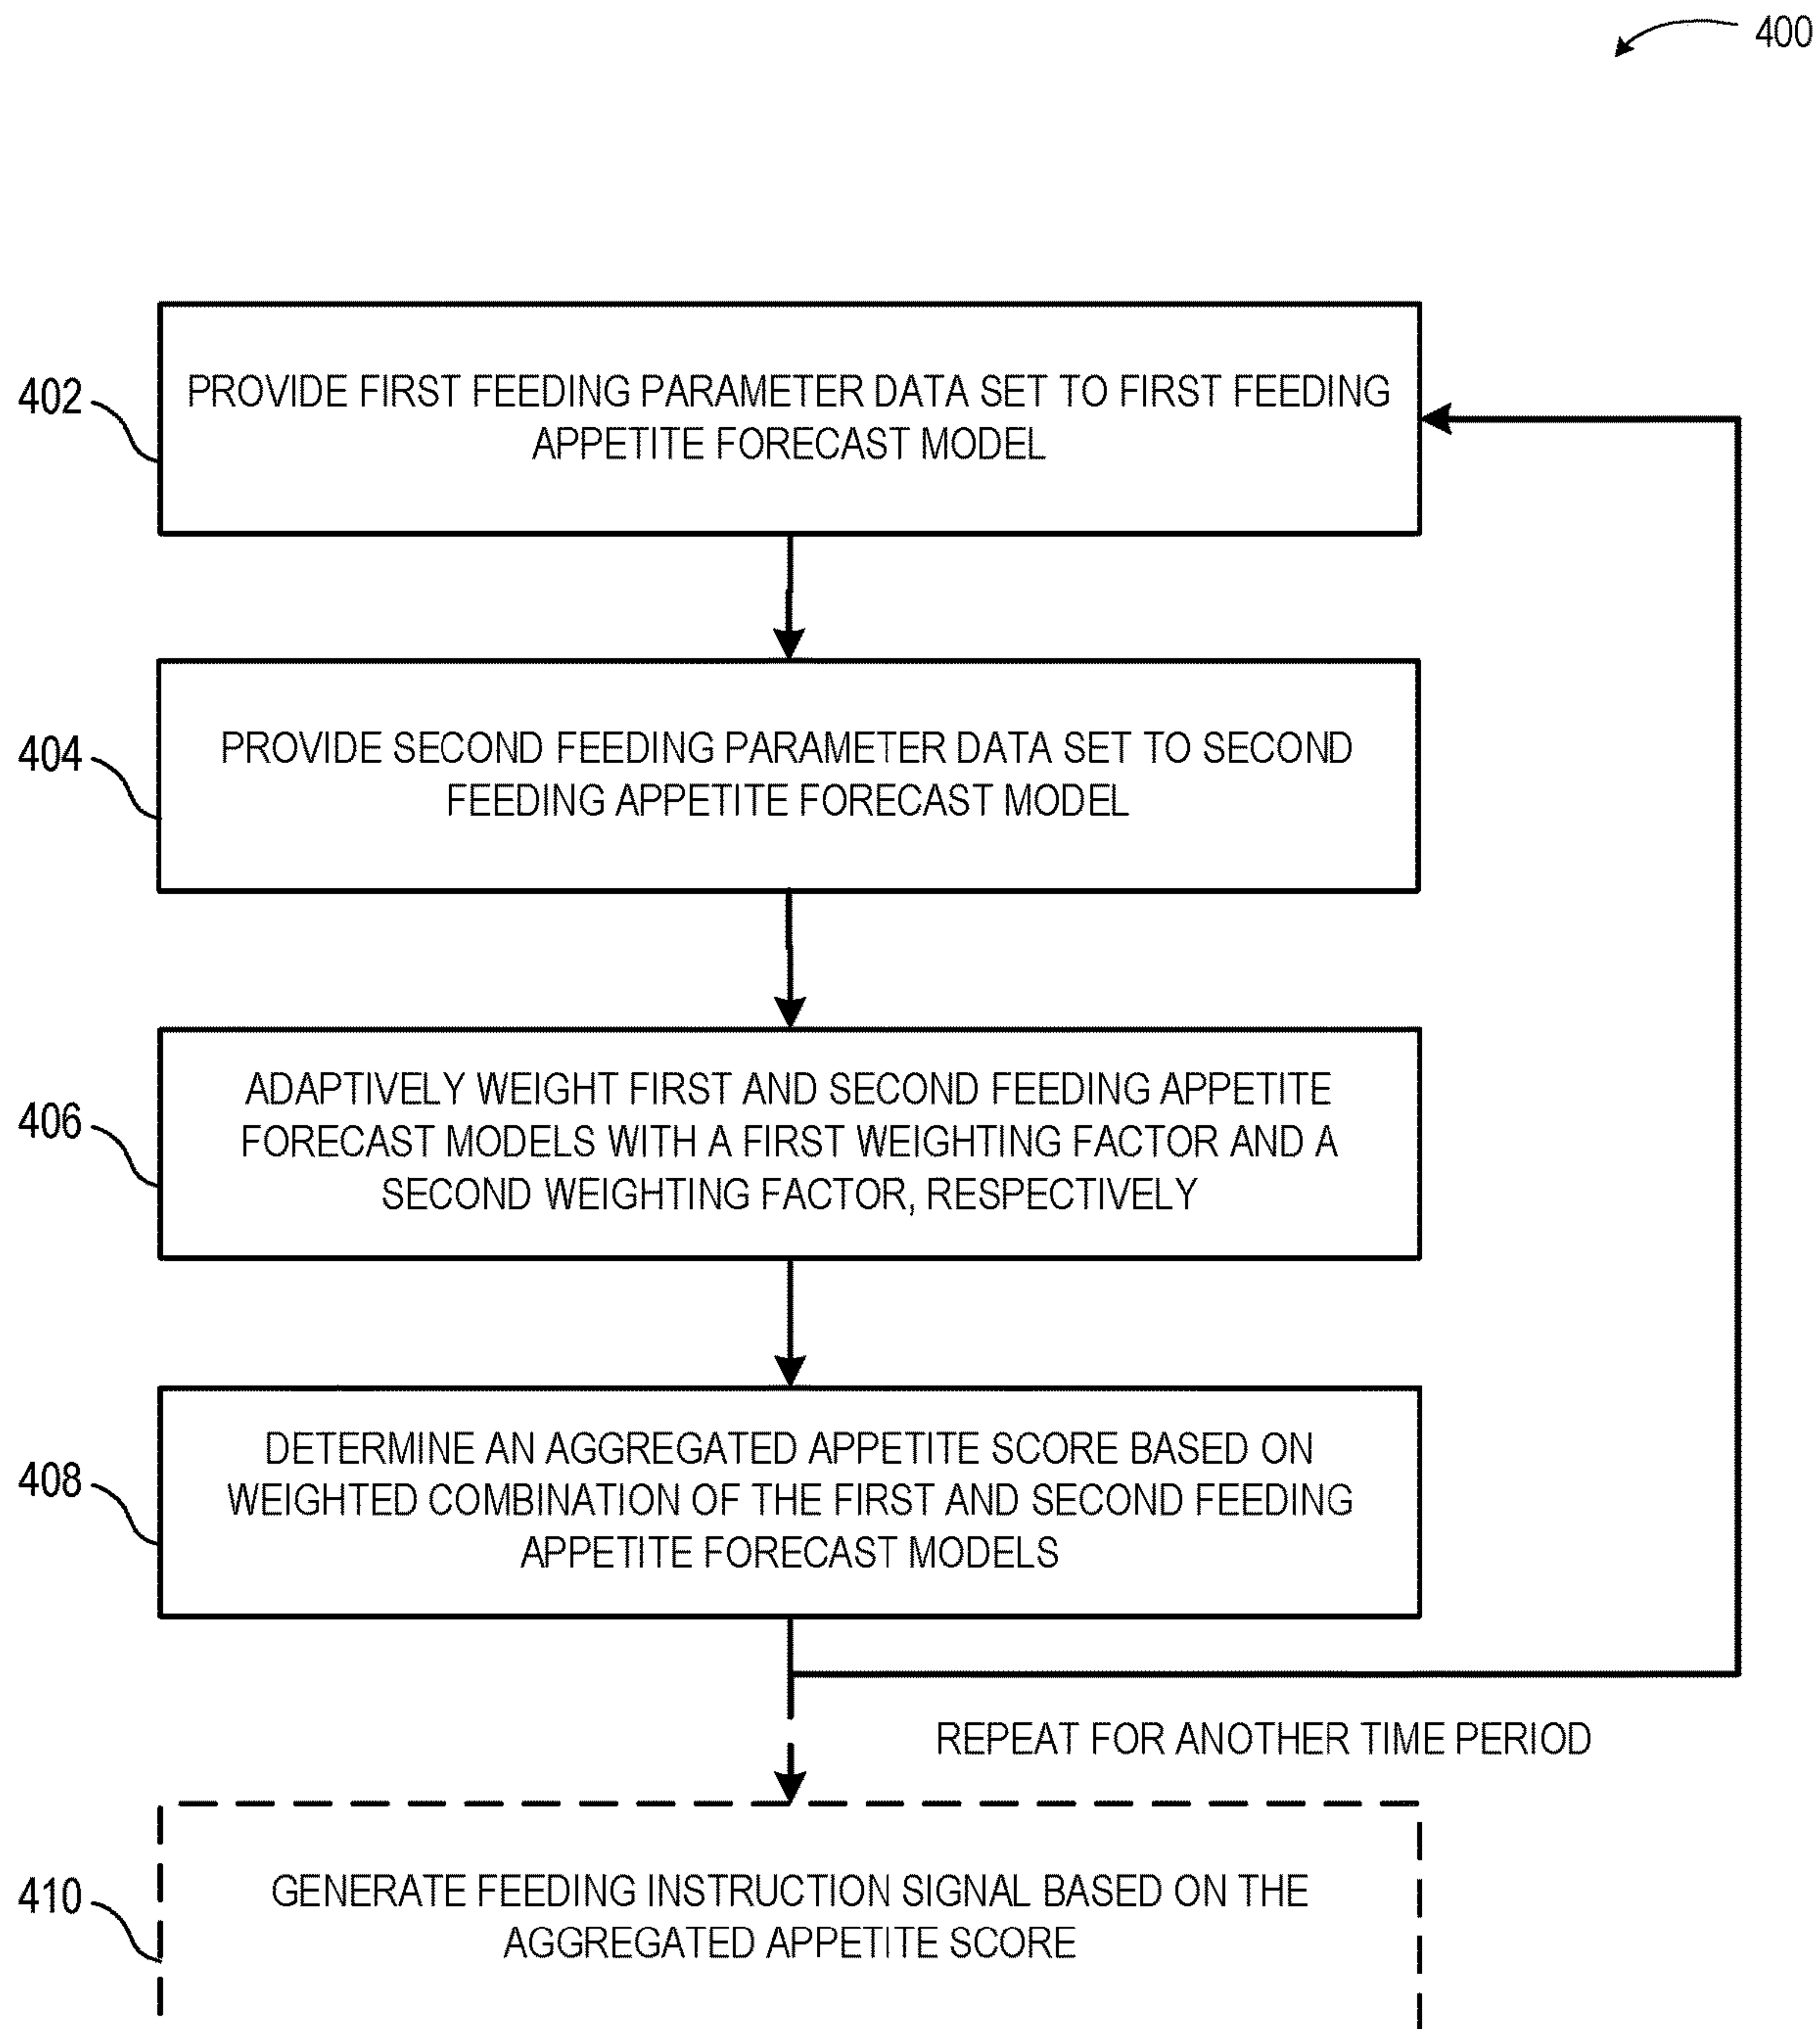 400
402
PROVIDE FIRST FEEDING PARAMETER DATA SET TO FIRST FEEDING
APPETITE FORECAST MODEL
404
PROVIDE SECOND FEEDING PARAMETER DATA SET TO SECOND
FEEDING APPETITE FORECAST MODEL
406
ADAPTIVELY WEIGHT FIRST AND SECOND FEEDING APPETITE
FORECAST MODELS WITH A FIRST WEIGHTING FACTOR AND A
SECOND WEIGHTING FACTOR, RESPECTIVELY
408
DETERMINE AN AGGREGATED APPETITE SCORE BASED ON
WEIGHTED COMBINATION OF THE FIRST AND SECOND FEEDING
APPETITE FORECAST MODELS
REPEAT FOR ANOTHER TIME PERIOD
410
GENERATE FEEDING INSTRUCTION SIGNAL BASED ON THE
AGGREGATED APPETITE SCORE